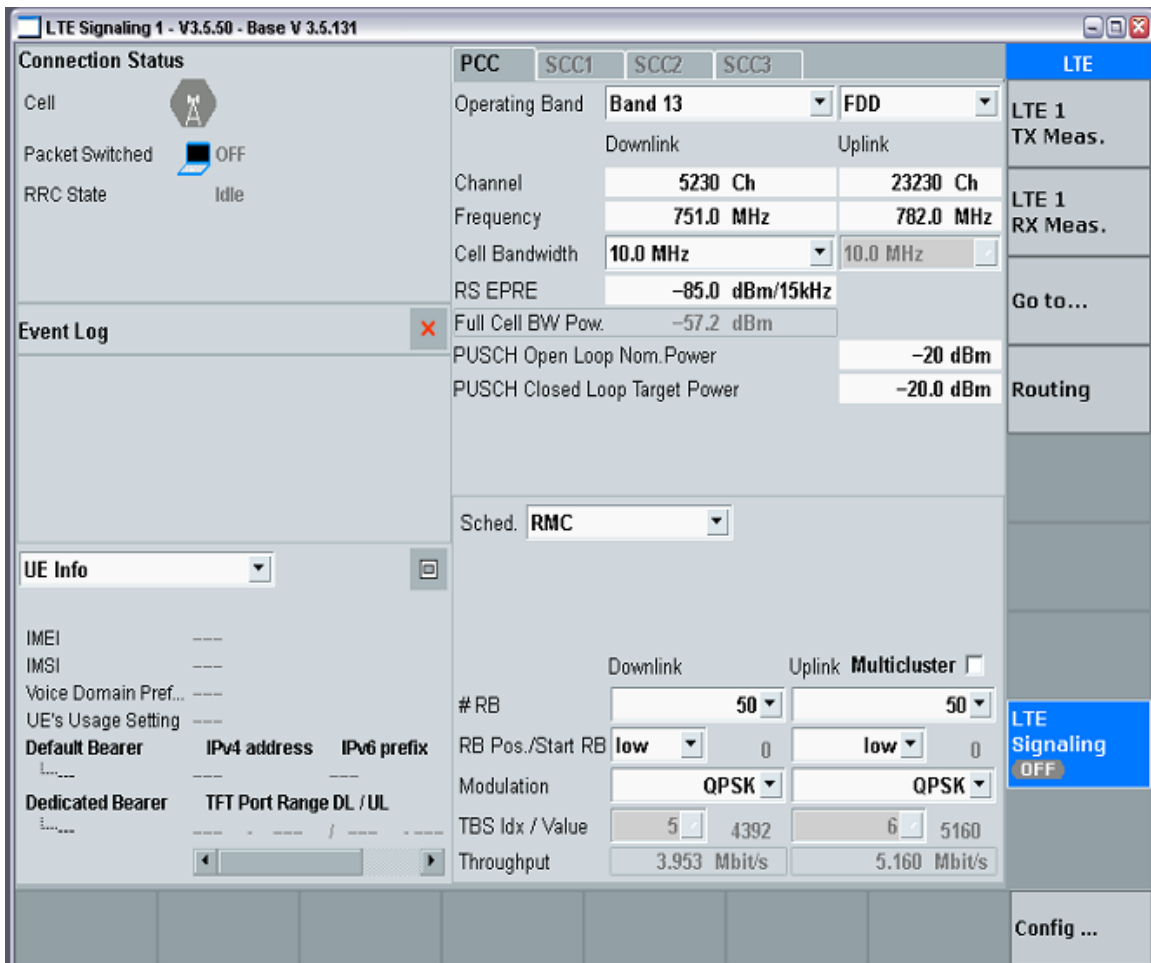 LTE Signaling 1 - V3.5.50 - Base V 3.5.131
Connection Status
Cell
Packet Switched OFF
RRC State Idle
Event Log
UE Info
IMEI ---
IMSI ---
Voice Domain Pref... ---
UE's Usage Setting ---
Default Bearer IPv4 address IPv6 prefix
--- ---
Dedicated Bearer TFT Port Range DL / UL
--- - --- / --- - ---
PCC SCC1 SCC2 SCC3
Operating Band Band 13 FDD
Downlink Uplink
Channel 5230 Ch 23230 Ch
Frequency 751.0 MHz 782.0 MHz
Cell Bandwidth 10.0 MHz 10.0 MHz
RS EPRE -85.0 dBm/15kHz
Full Cell BW Pow. -57.2 dBm
PUSCH Open Loop Nom.Power -20 dBm
PUSCH Closed Loop Target Power -20.0 dBm
Sched. RMC
Downlink Uplink Multicluster
# RB 50 50
RB Pos./Start RB low 0 low 0
Modulation QPSK QPSK
TBS Idx / Value 5 4392 6 5160
Throughput 3.953 Mbit/s 5.160 Mbit/s
LTE
LTE 1
TX Meas.
LTE 1
RX Meas.
Go to...
Routing
LTE
Signaling
OFF
Config ...